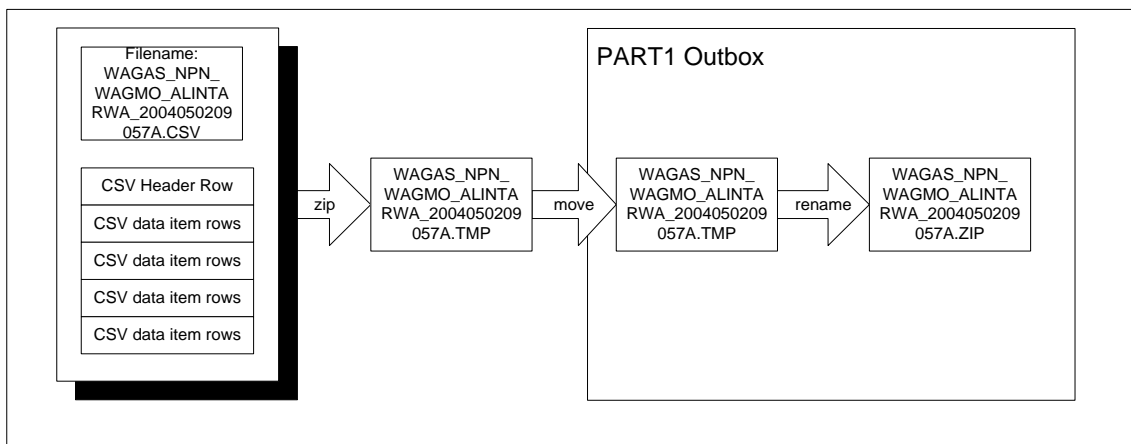 Filename:
WAGAS_NPN_
WAGMO_ALINTA
RWA_2004050209
057A.CSV
CSV Header Row
CSV data item rows
CSV data item rows
CSV data item rows
CSV data item rows
zip
WAGAS_NPN_
WAGMO_ALINTA
RWA_2004050209
057A.TMP
move
PART1 Outbox
WAGAS_NPN_
WAGMO_ALINTA
RWA_2004050209
057A.TMP
rename
WAGAS_NPN_
WAGMO_ALINTA
RWA_2004050209
057A.ZIP